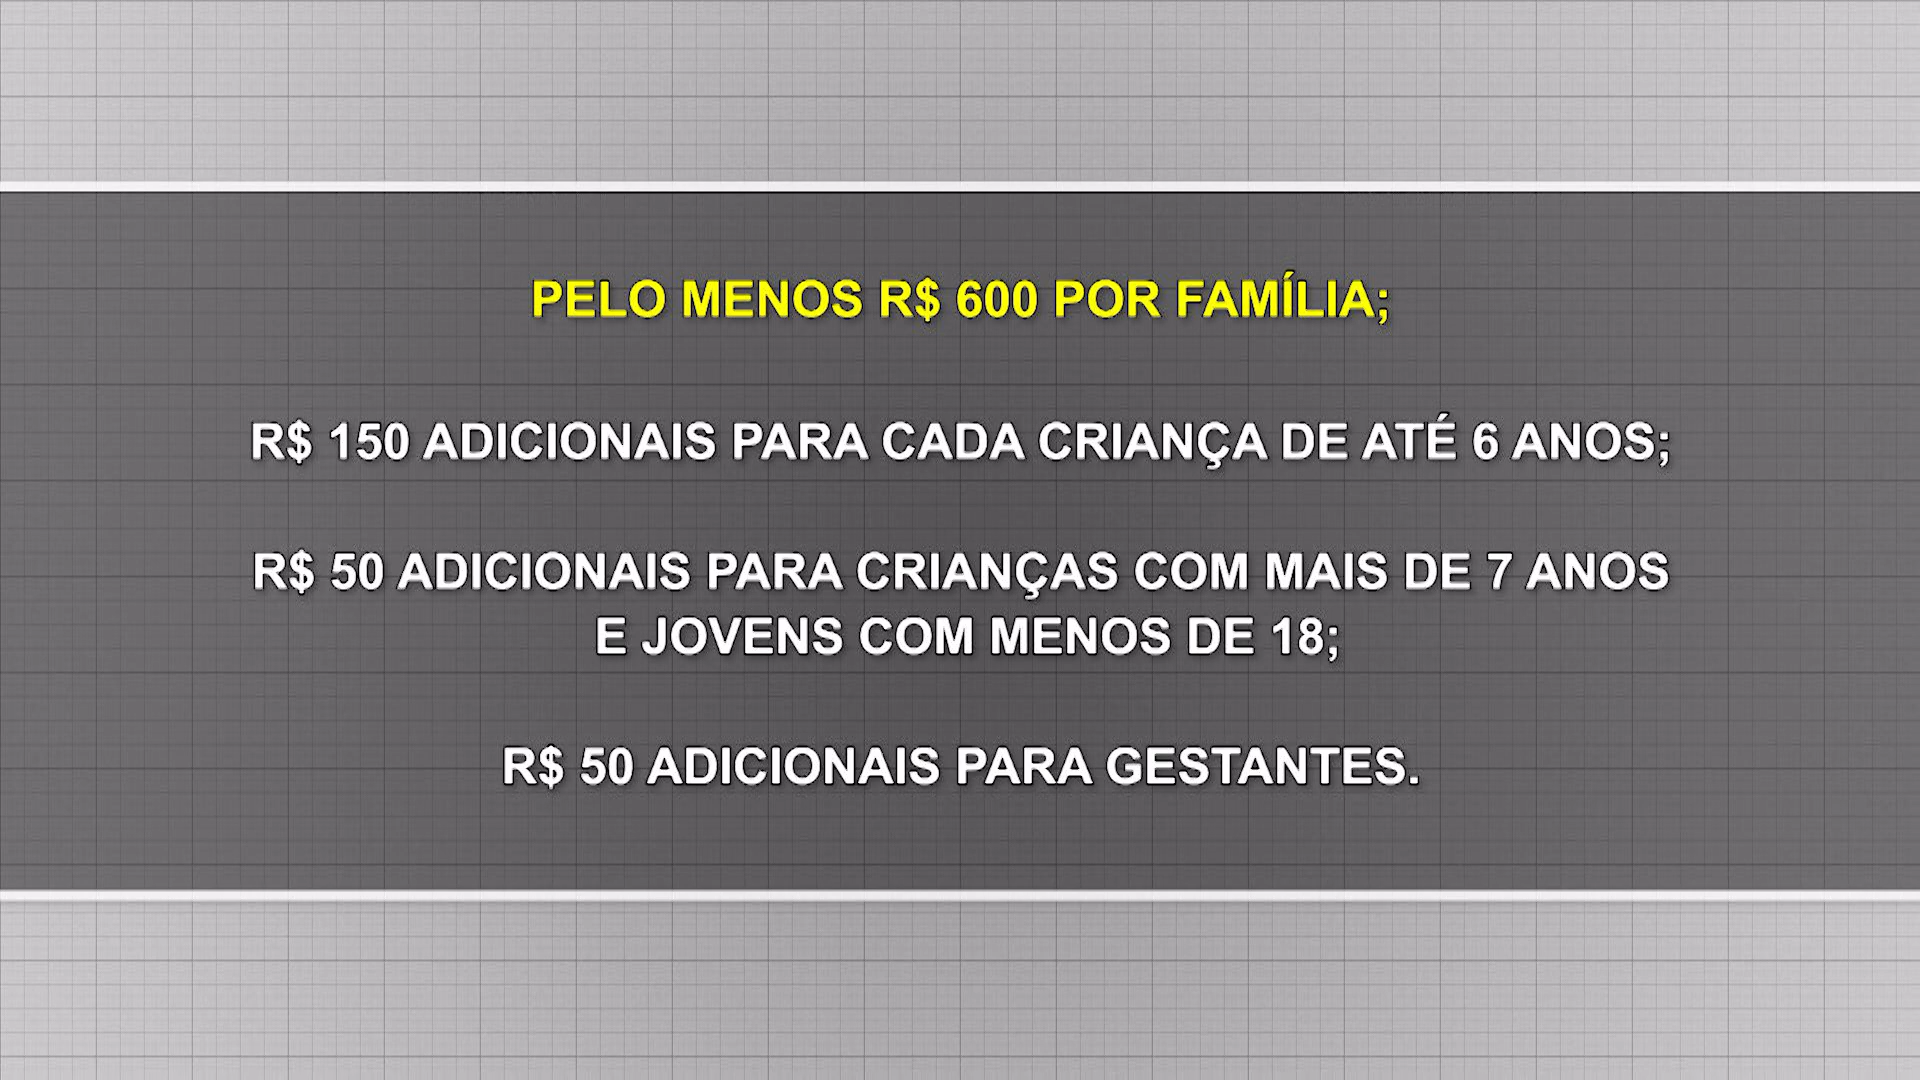 PELO MENOS R$ 600 POR FAMÍLIA;
R$ 150 ADICIONAIS PARA CADA CRIANÇA DE ATÉ 6 ANOS;
R$ 50 ADICIONAIS PARA CRIANÇAS COM MAIS DE 7 ANOS
E JOVENS COM MENOS DE 18;
R$ 50 ADICIONAIS PARA GESTANTES.